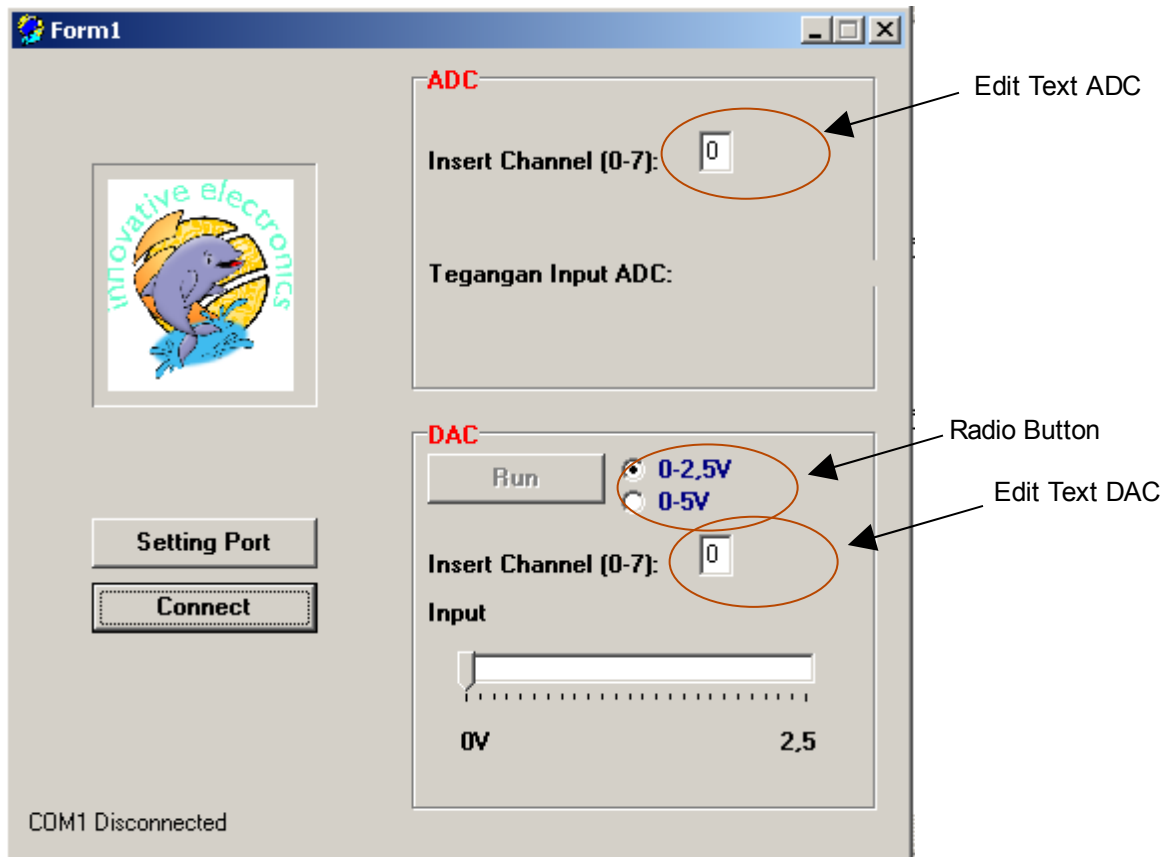 Form1
ADC
Edit Text ADC
Insert Channel (0-7):
0
innovative electronics
Tegangan Input ADC:
DAC
Radio Button
Run
0-2,5V
0-5V
Edit Text DAC
Setting Port
Insert Channel (0-7):
0
Connect
Input
0V
2,5
COM1 Disconnected